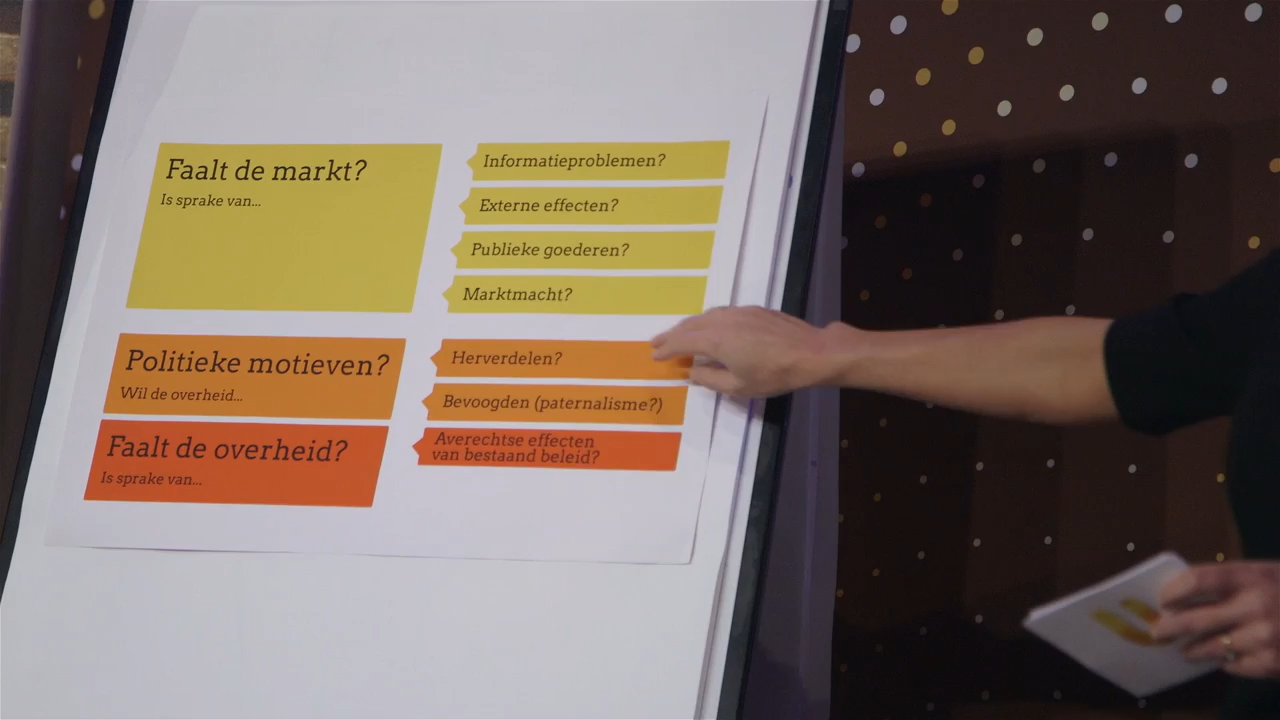 Faalt de markt?
Is sprake van...
Informatieproblemen?
Externe effecten?
Publieke goederen?
Marktmacht?
Politieke motieven?
Wil de overheid...
Herverdelen?
Bevoogden (paternalisme?)
Faalt de overheid?
Is sprake van...
Averechtse effecten
van bestaand beleid?